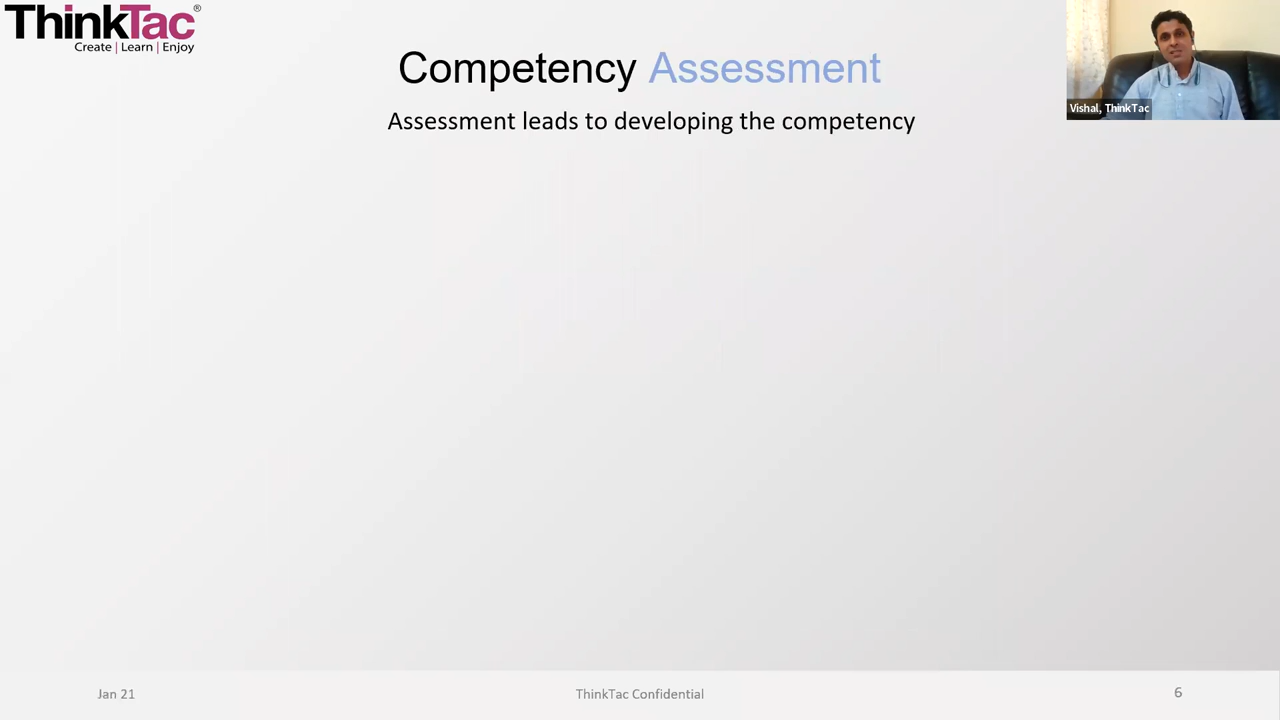 ThinkTac®
Create | Learn | Enjoy
Competency Assessment
Assessment leads to developing the competency
Vishal, ThinkTac
Jan 21
ThinkTac Confidential
6